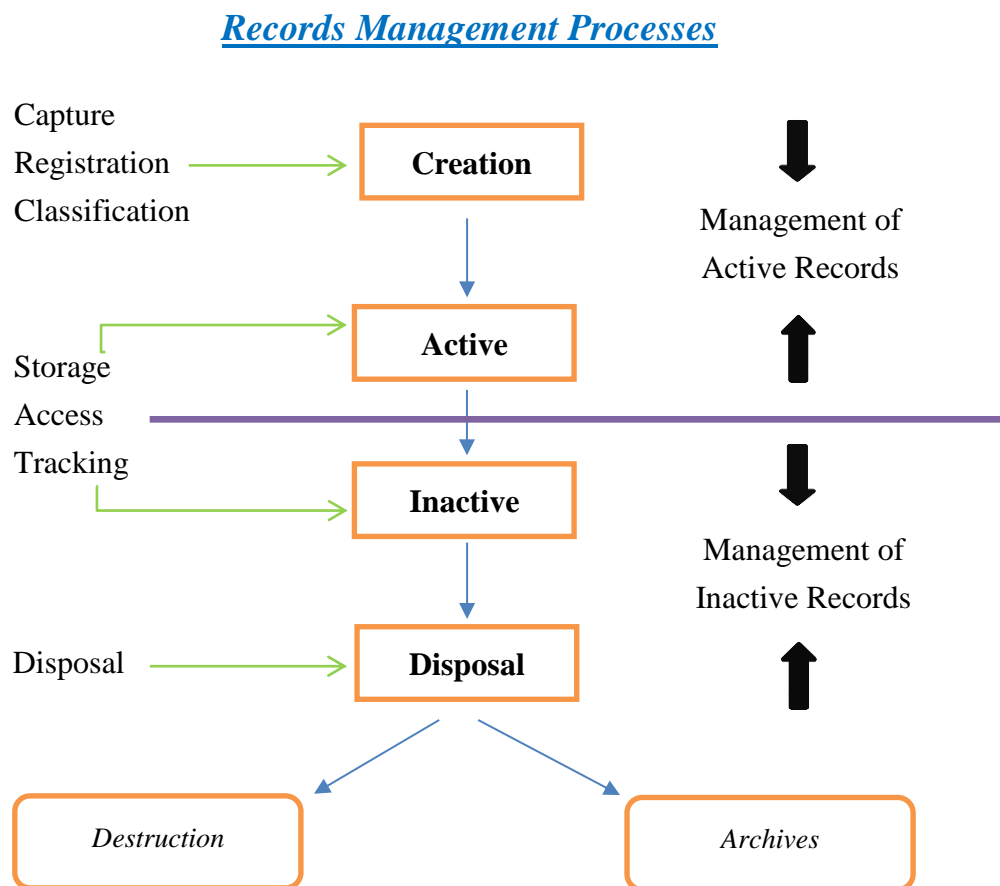 Records Management Processes
Capture
Registration
Classification
Creation
Management of
Active Records
Active
Storage
Access
Tracking
Inactive
Management of
Inactive Records
Disposal
Disposal
Destruction
Archives